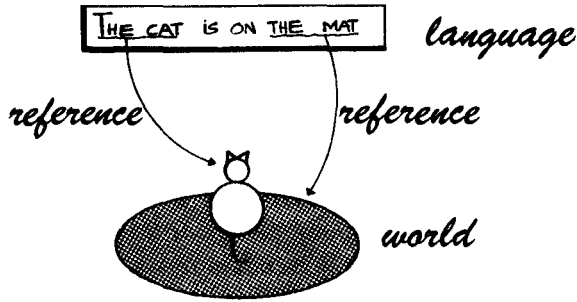 THE CAT IS ON THE MAT
language
reference
reference
world